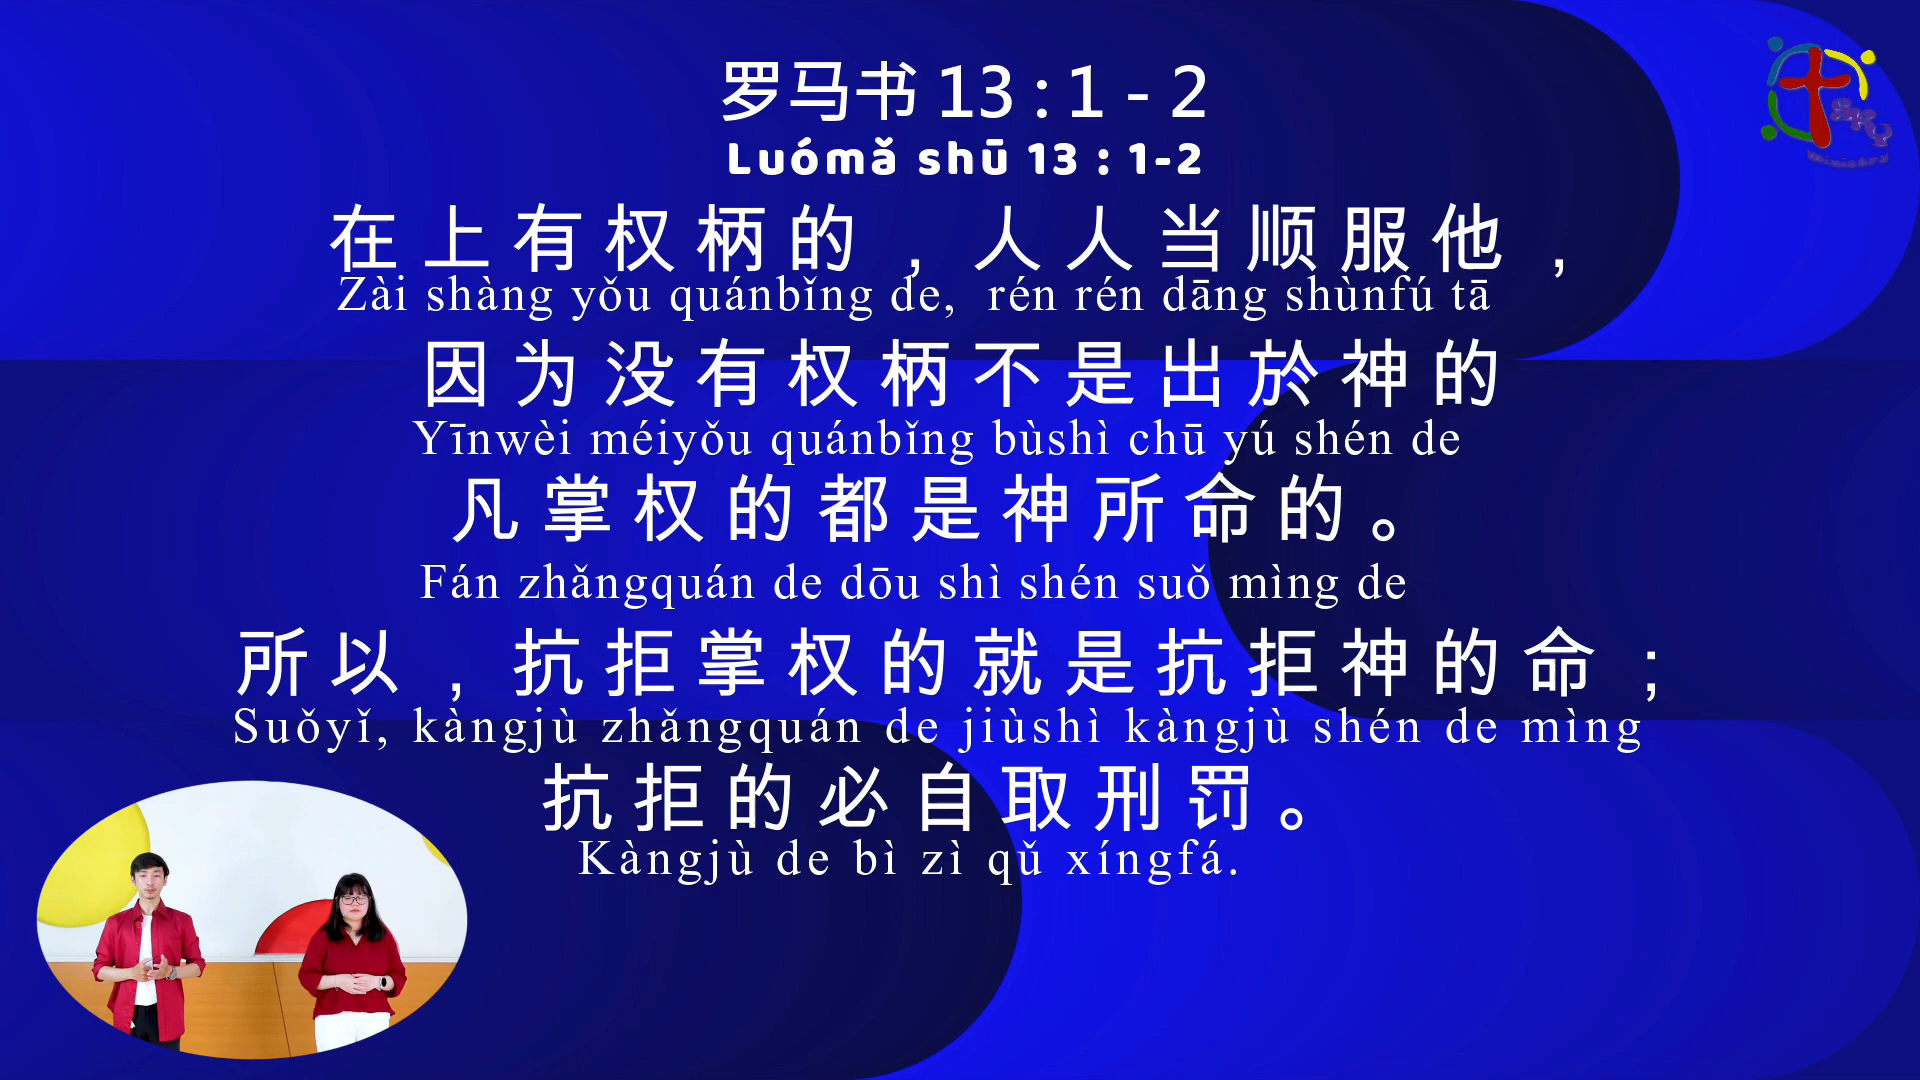 罗马书 13 : 1 - 2
Luómǎ shū 13 : 1-2
在上有权柄的，人人当顺服他，
Zài shàng yǒu quánbǐng de, rén rén dāng shùnfú tā
因为没有权柄不是出於神的
Yīnwèi méiyǒu quánbǐng bùshì chū yú shén de
凡掌权的都是神所命的。
Fán zhǎngquán de dōu shì shén suǒ mìng de
所以，抗拒掌权的就是抗拒神的命；
Suǒyǐ, kàngjù zhǎngquán de jiùshì kàngjù shén de mìng
抗拒的必自取刑罚。
Kàngjù de bì zì qǔ xíngfá.